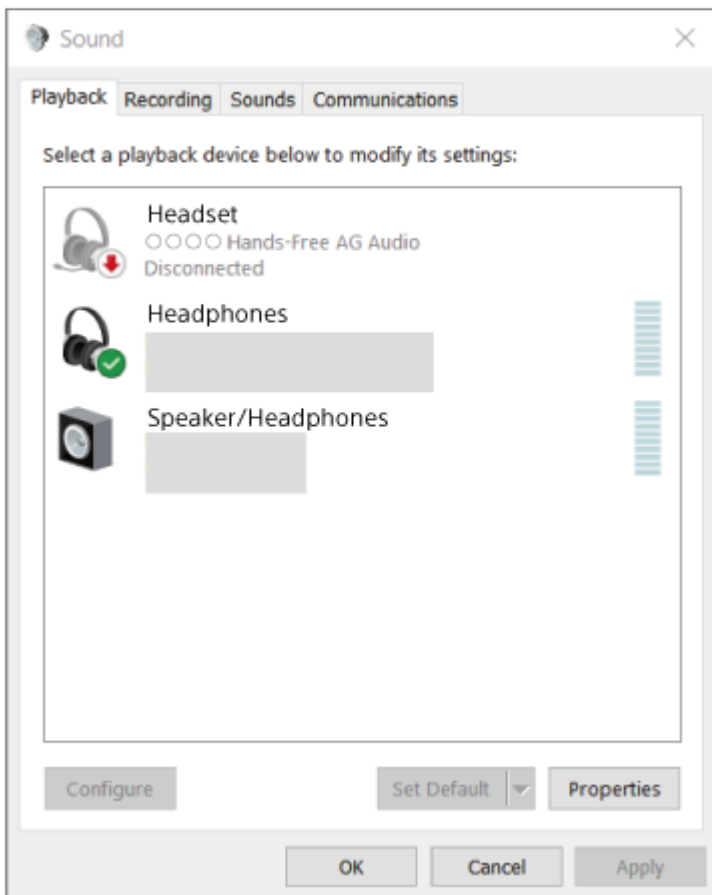 Sound
Playback Recording Sounds Communications
Select a playback device below to modify its settings:
Headset
○○○○ Hands-Free AG Audio
Disconnected
Headphones
Speaker/Headphones
Configure Set Default Properties
OK Cancel Apply